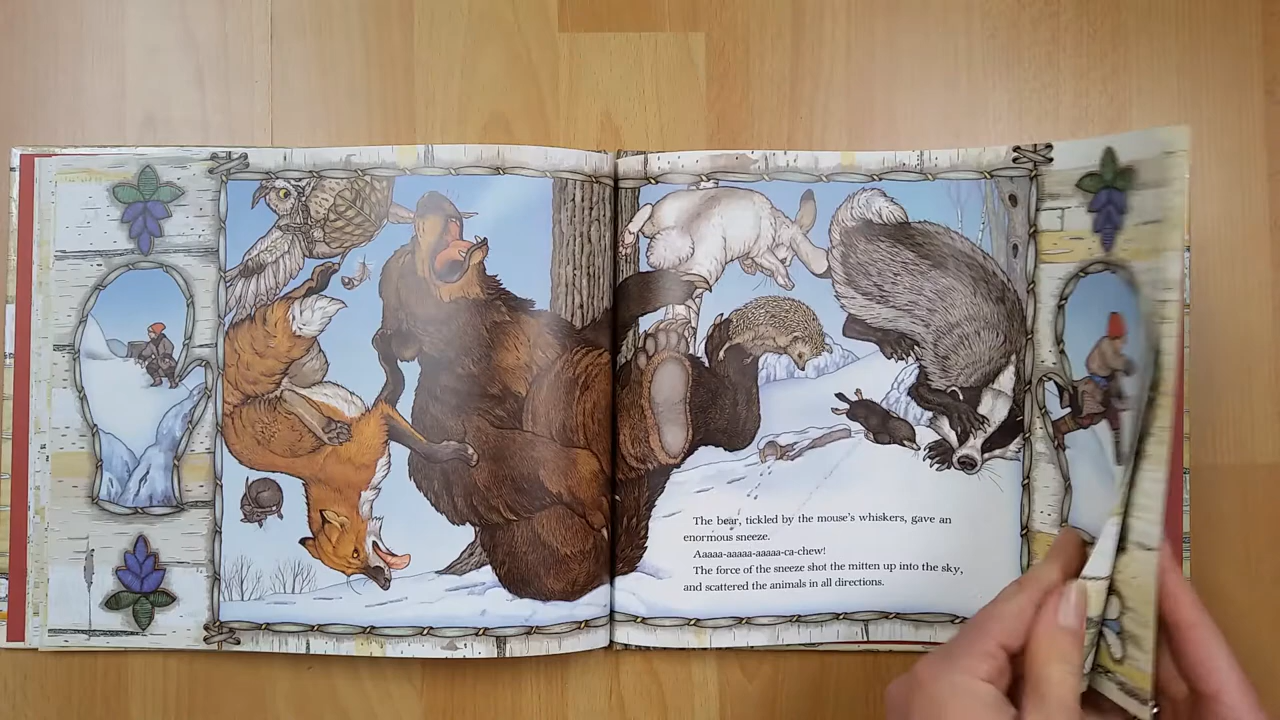 The bear, tickled by the mouse's whiskers, gave an
enormous sneeze.
Aaaaa-aaaaa-aaaaa-ca-chew!
The force of the sneeze shot the mitten up into the sky,
and scattered the animals in all directions.